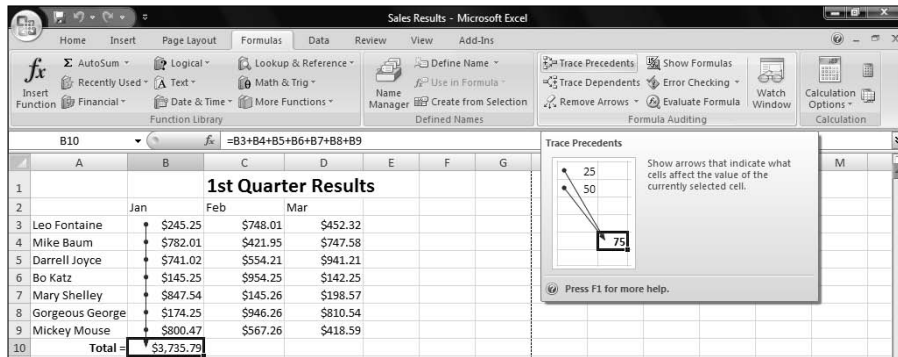 Sales Results - Microsoft Excel
Home Insert Page Layout Formulas Data Review View Add-Ins
fx Insert Function
Σ AutoSum
Recently Used
Financial
Logical
Text
Date & Time
Lookup & Reference
Math & Trig
More Functions
Function Library
Name Manager
Define Name
Use in Formula
Create from Selection
Defined Names
Trace Precedents
Trace Dependents
Remove Arrows
Show Formulas
Error Checking
Evaluate Formula
Watch Window
Formula Auditing
Calculation Options
Calculation
B10 fx =B3+B4+B5+B6+B7+B8+B9
A B C D E F G M
1 1st Quarter Results
2 Jan Feb Mar
3 Leo Fontaine $245.25 $748.01 $452.32
4 Mike Baum $782.01 $421.95 $747.58
5 Darrell Joyce $741.02 $554.21 $941.21
6 Bo Katz $145.25 $954.25 $142.25
7 Mary Shelley $847.54 $145.26 $198.57
8 Gorgeous George $174.25 $946.26 $810.54
9 Mickey Mouse $800.47 $567.26 $418.59
10 Total = $3,735.79
Trace Precedents
25
50
75
Show arrows that indicate what
cells affect the value of the
currently selected cell.
Press F1 for more help.